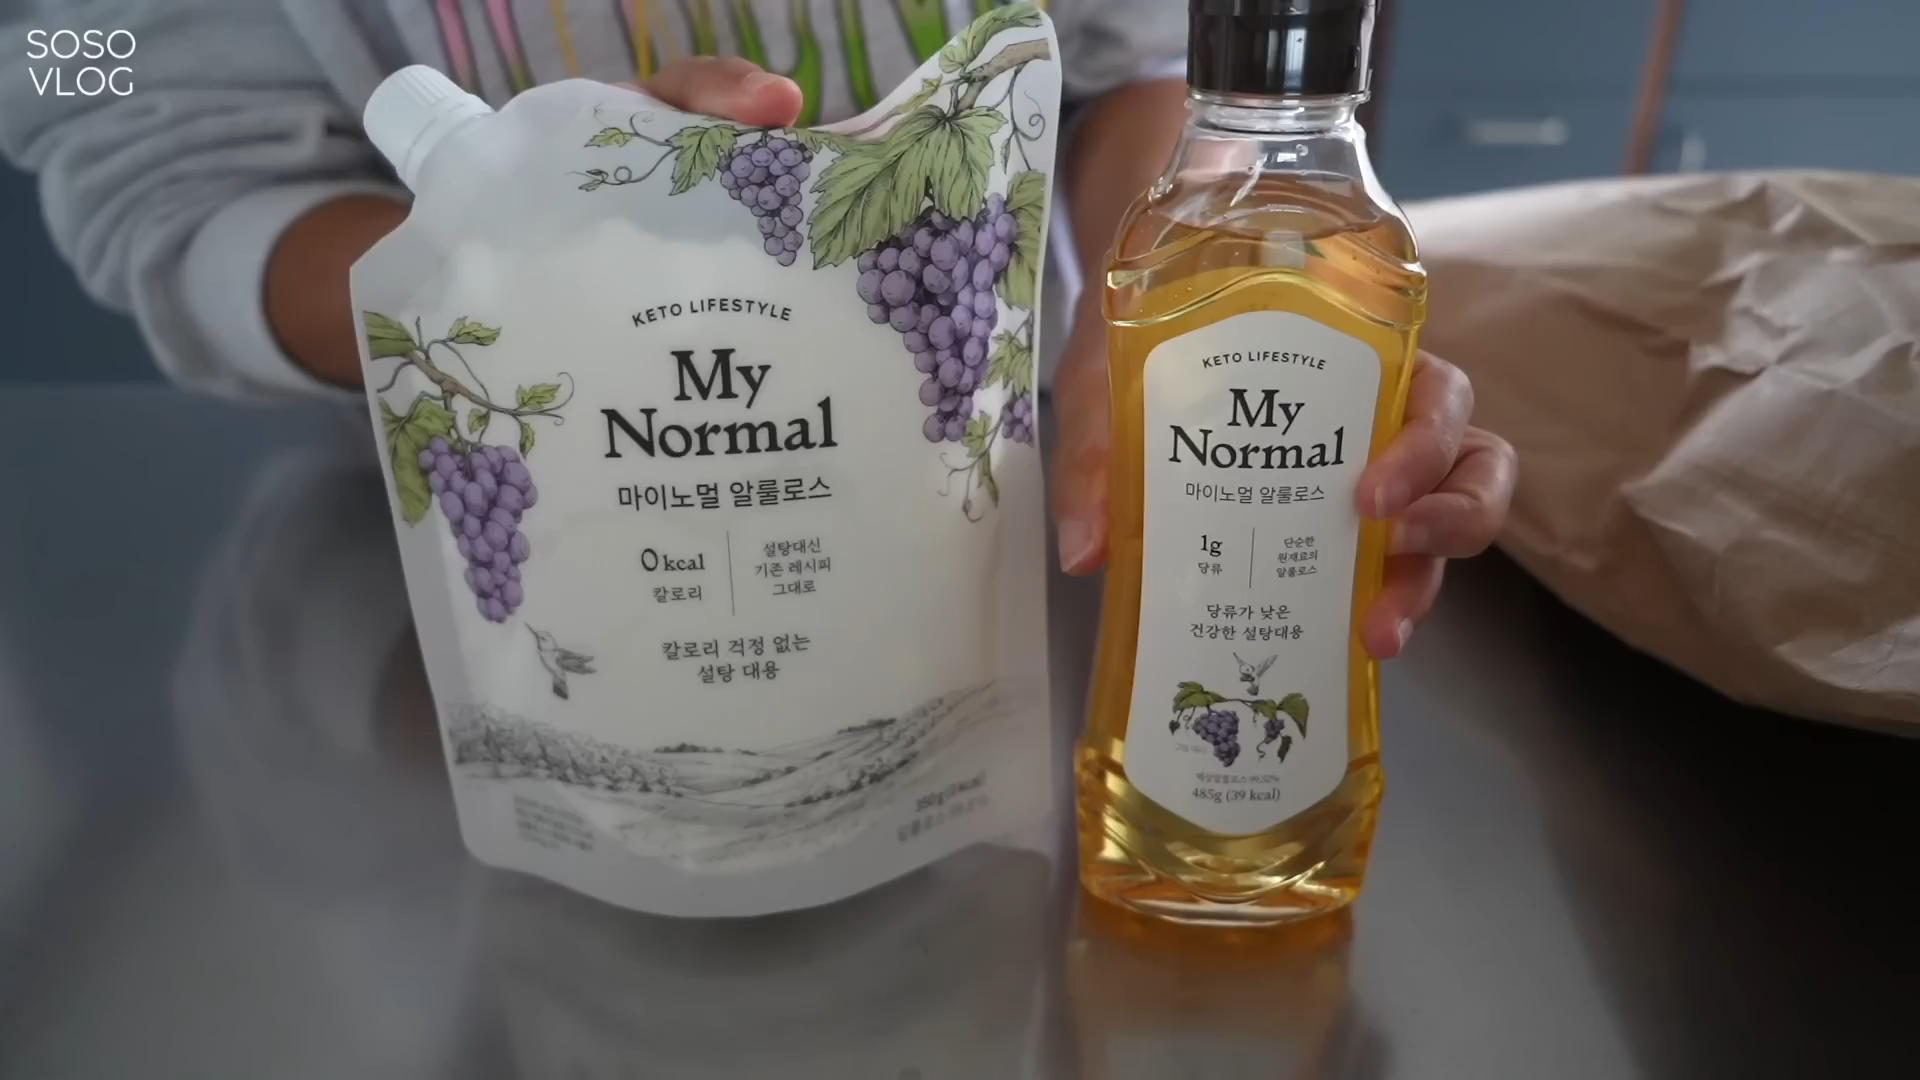 SOSO
VLOG
KETO LIFESTYLE
My
Normal
마이노멀 알룰로스
0 kcal
칼로리
설탕대신
기존 레시피
그대로
칼로리 걱정 없는
설탕 대용
350g (0 kcal)
KETO LIFESTYLE
My
Normal
마이노멀 알룰로스
1g
당류
단순한
원재료의
알룰로스
당류가 낮은
건강한 설탕대용
485g (39 kcal)